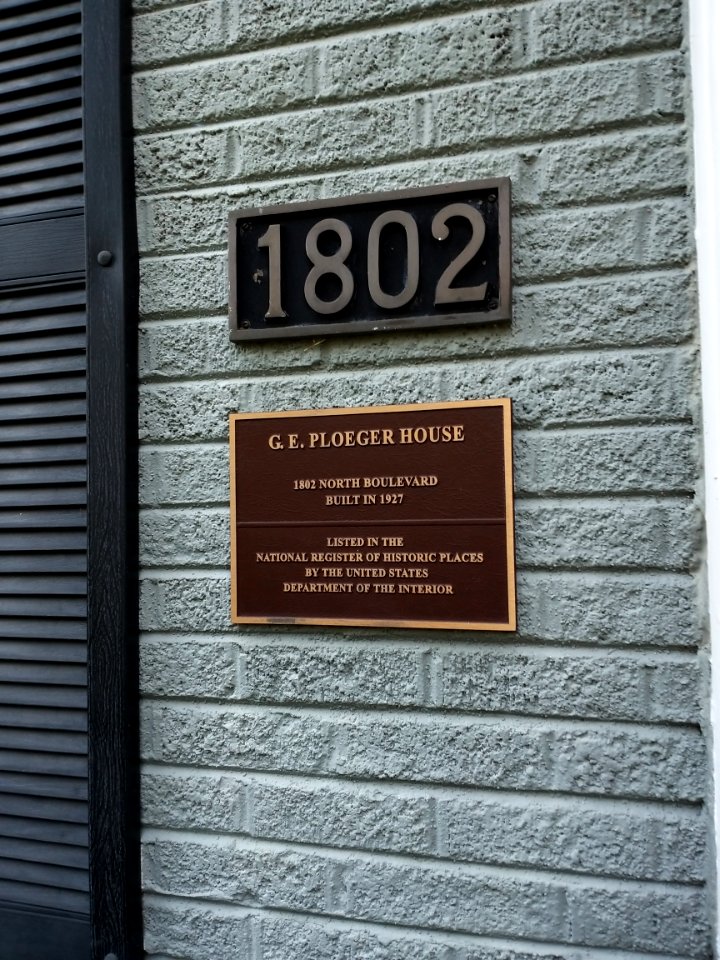 1802
G. E. PLOEGER HOUSE
1802 NORTH BOULEVARD
BUILT IN 1927
LISTED IN THE
NATIONAL REGISTER OF HISTORIC PLACES
BY THE UNITED STATES
DEPARTMENT OF THE INTERIOR